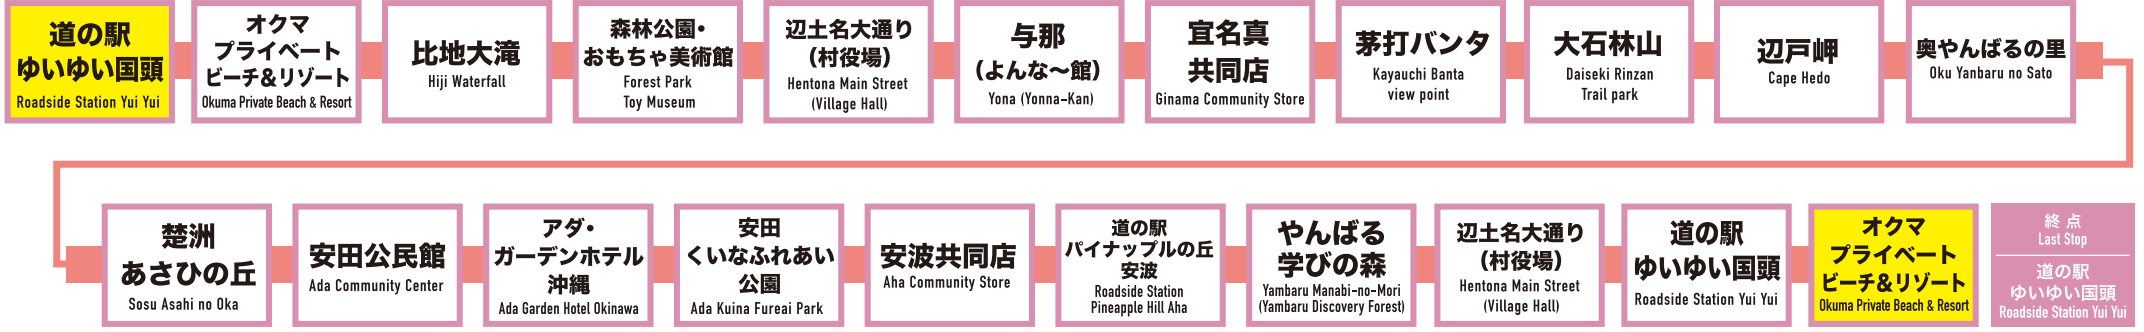 道の駅
ゆいゆい国頭
Roadside Station Yui Yui
オクマ
プライベート
ビーチ&リゾート
Okuma Private Beach & Resort
比地大滝
Hiji Waterfall
森林公園・
おもちゃ美術館
Forest Park
Toy Museum
辺土名大通り
(村役場)
Hentona Main Street
(Village Hall)
与那
(よんな〜館)
Yona (Yonna-Kan)
宜名真
共同店
Ginama Community Store
茅打バンタ
Kayauchi Banta
view point
大石林山
Daiseki Rinzan
Trail park
辺戸岬
Cape Hedo
奥やんばるの里
Oku Yanbaru no Sato
楚洲
あさひの丘
Sosu Asahi no Oka
安田公民館
Ada Community Center
アダ・
ガーデンホテル
沖縄
Ada Garden Hotel Okinawa
安田
くいなふれあい
公園
Ada Kuina Fureai Park
安波共同店
Aha Community Store
道の駅
パイナップルの丘
安波
Roadside Station
Pineapple Hill Aha
やんばる
学びの森
Yambaru Manabi-no-Mori
(Yambaru Discovery Forest)
辺土名大通り
(村役場)
Hentona Main Street
(Village Hall)
道の駅
ゆいゆい国頭
Roadside Station Yui Yui
オクマ
プライベート
ビーチ&リゾート
Okuma Private Beach & Resort
終 点
Last Stop
道の駅
ゆいゆい国頭
Roadside Station Yui Yui